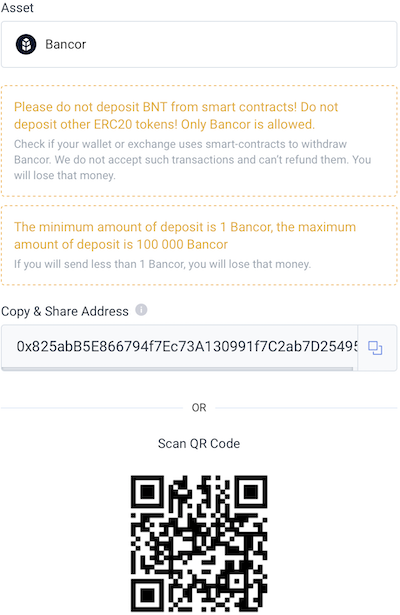 Asset
Bancor
Please do not deposit BNT from smart contracts! Do not
deposit other ERC20 tokens! Only Bancor is allowed.
Check if your wallet or exchange uses smart-contracts to withdraw
Bancor. We do not accept such transactions and can't refund them. You
will lose that money.
The minimum amount of deposit is 1 Bancor, the maximum
amount of deposit is 100 000 Bancor
If you will send less than 1 Bancor, you will lose that money.
Copy & Share Address
0x825abB5E866794f7Ec73A130991f7C2ab7D25495
OR
Scan QR Code